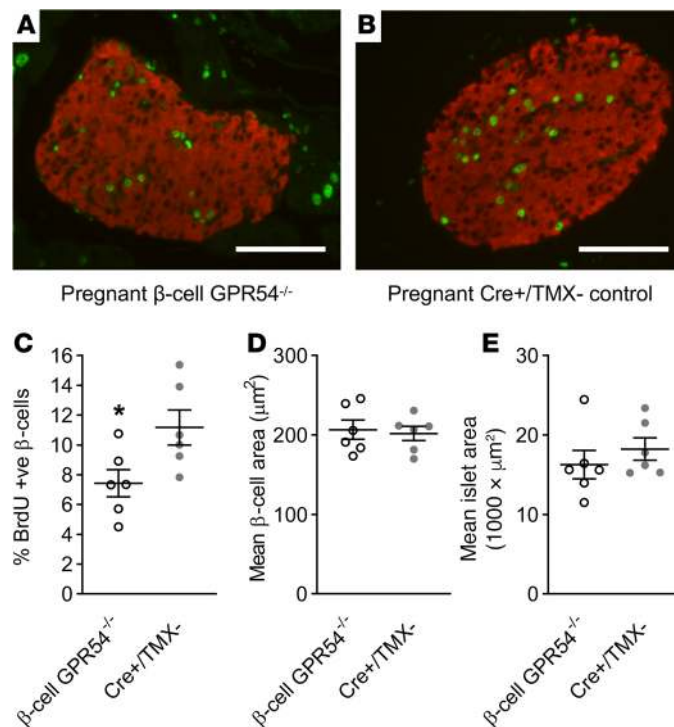 A
B
Pregnant β-cell GPR54-/-
Pregnant Cre+/TMX- control
C
% BrdU +ve β-cells
16
14
12
10
8
6
4
2
0
*
β-cell GPR54-/-
Cre+/TMX-
D
Mean β-cell area (μm2)
300
200
100
0
β-cell GPR54-/-
Cre+/TMX-
E
Mean islet area
(1000 × μm2)
30
20
10
0
β-cell GPR54-/-
Cre+/TMX-